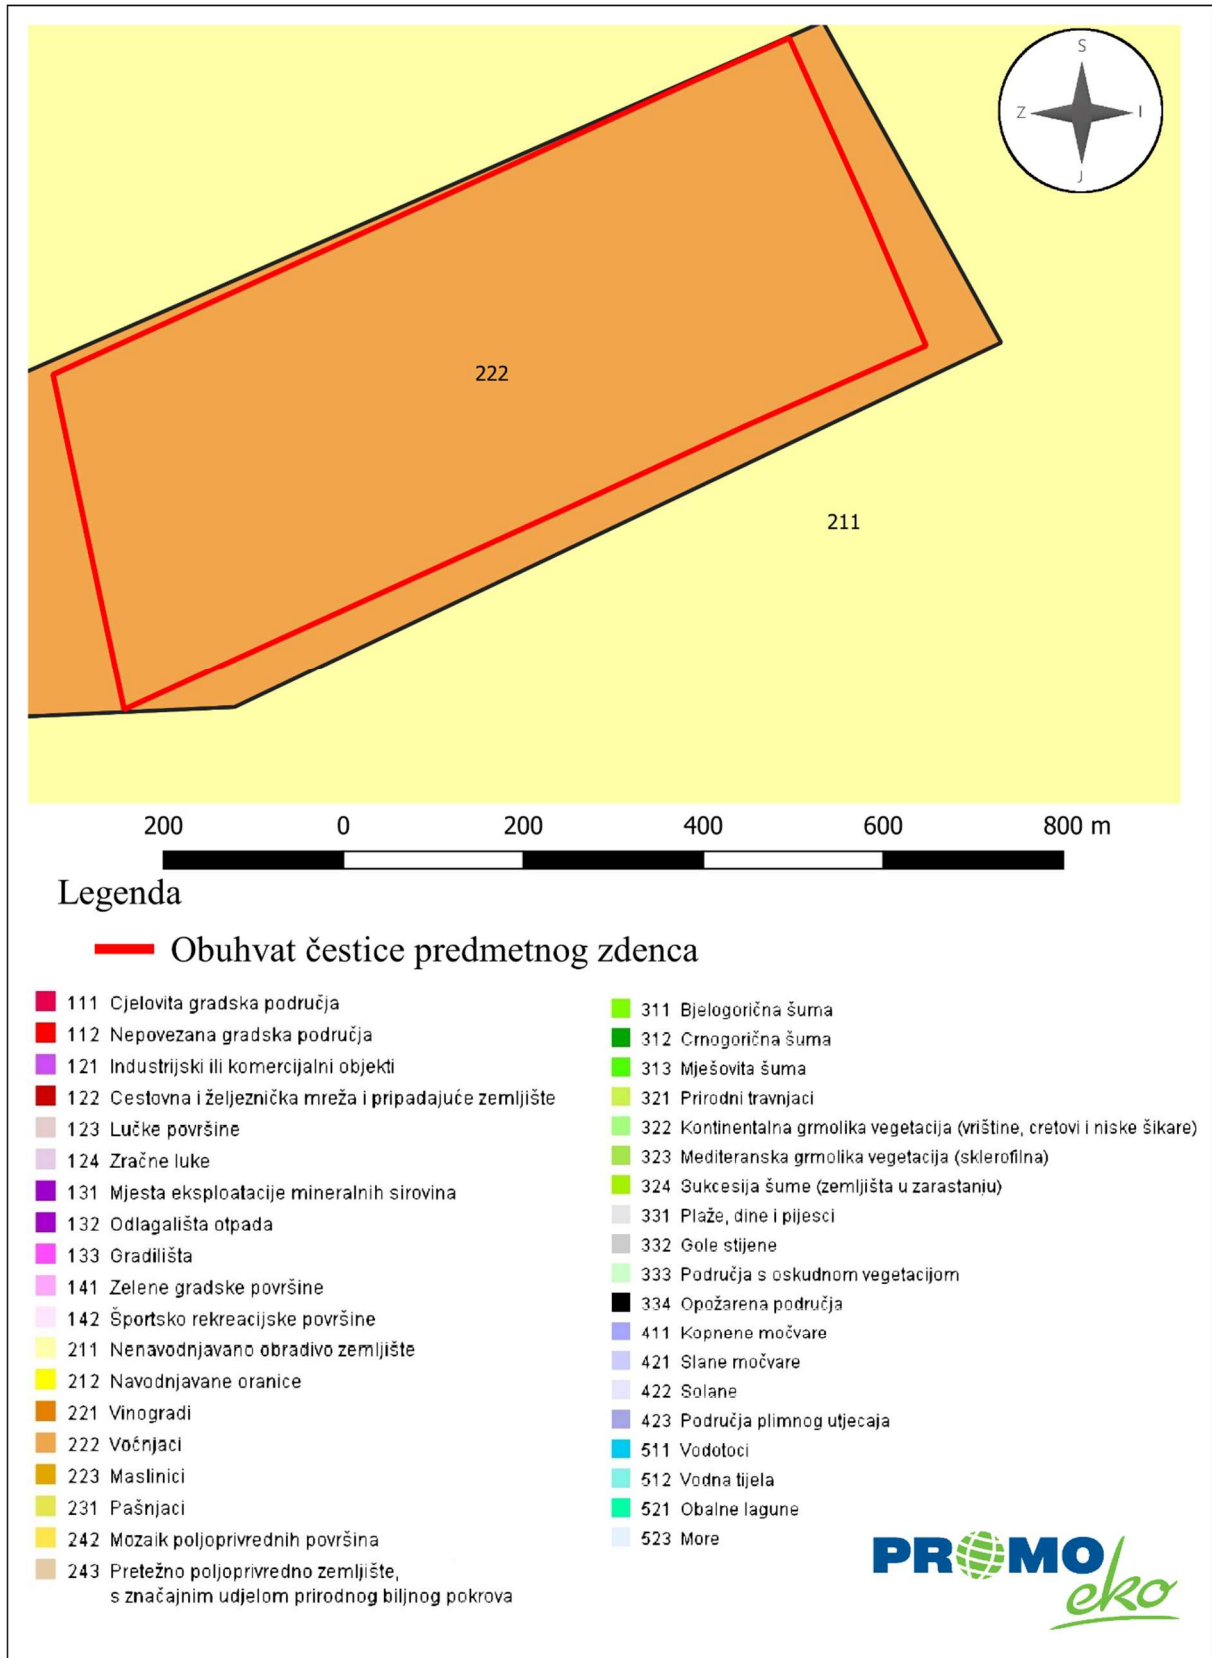 S
Z I
J
222
211
200 0 200 400 600 800 m
Legenda
Obuhvat čestice predmetnog zdenca
111 Cjelovita gradska područja
112 Nepovezana gradska područja
121 Industrijski ili komercijalni objekti
122 Cestovna i željeznička mreža i pripadajuće zemljište
123 Lučke površine
124 Zračne luke
131 Mjesta eksploatacije mineralnih sirovina
132 Odlagališta otpada
133 Gradilišta
141 Zelene gradske površine
142 Športsko rekreacijske površine
211 Nenavodnjavano obradivo zemljište
212 Navodnjavane oranice
221 Vinogradi
222 Voćnjaci
223 Maslinici
231 Pašnjaci
242 Mozaik poljoprivrednih površina
243 Pretežno poljoprivredno zemljište,
s značajnim udjelom prirodnog biljnog pokrova
311 Bjelogorična šuma
312 Crnogorična šuma
313 Mješovita šuma
321 Prirodni travnjaci
322 Kontinentalna grmolika vegetacija (vrištine, cretovi i niske šikare)
323 Mediteranska grmolika vegetacija (sklerofilna)
324 Sukcesija šume (zemljišta u zarastanju)
331 Plaže, dine i pijesci
332 Gole stijene
333 Područja s oskudnom vegetacijom
334 Opožarena područja
411 Kopnene močvare
421 Slane močvare
422 Solane
423 Područja plimnog utjecaja
511 Vodotoci
512 Vodna tijela
521 Obalne lagune
523 More
PROMO
eko